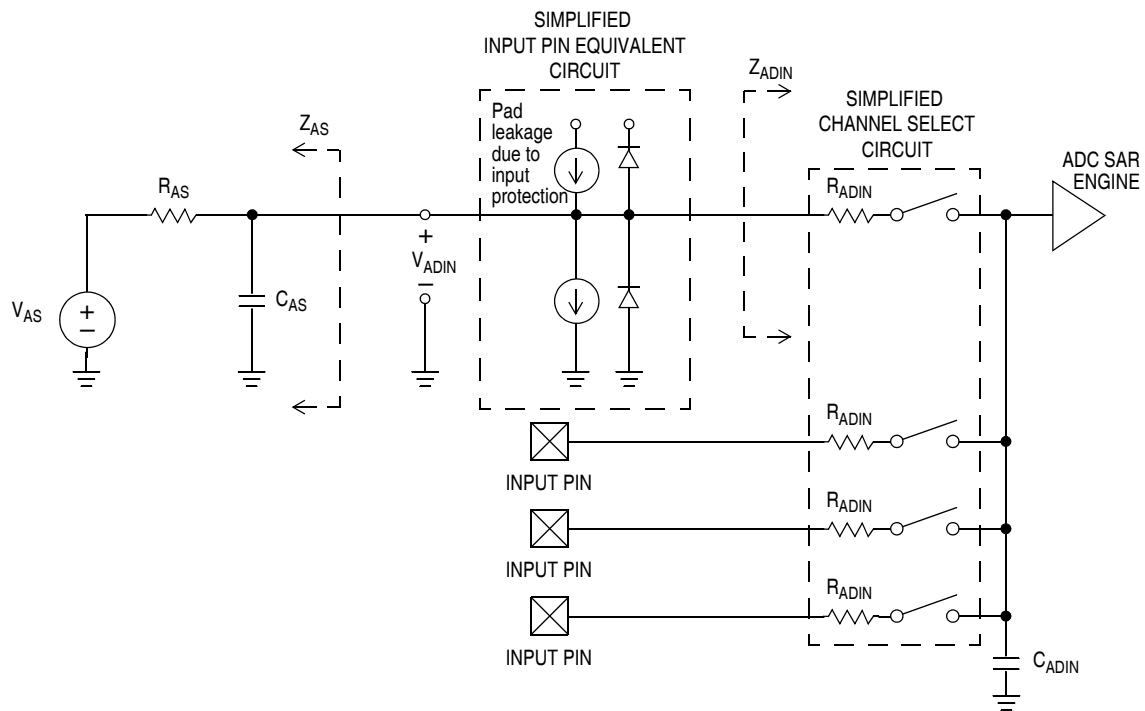 SIMPLIFIED
INPUT PIN EQUIVALENT
CIRCUIT
Pad
leakage
due to
input
protection
Z_AS
Z_ADIN
SIMPLIFIED
CHANNEL SELECT
CIRCUIT
ADC SAR
ENGINE
R_AS
R_ADIN
+
V_ADIN
−
V_AS
+
−
C_AS
R_ADIN
INPUT PIN
R_ADIN
INPUT PIN
R_ADIN
INPUT PIN
C_ADIN